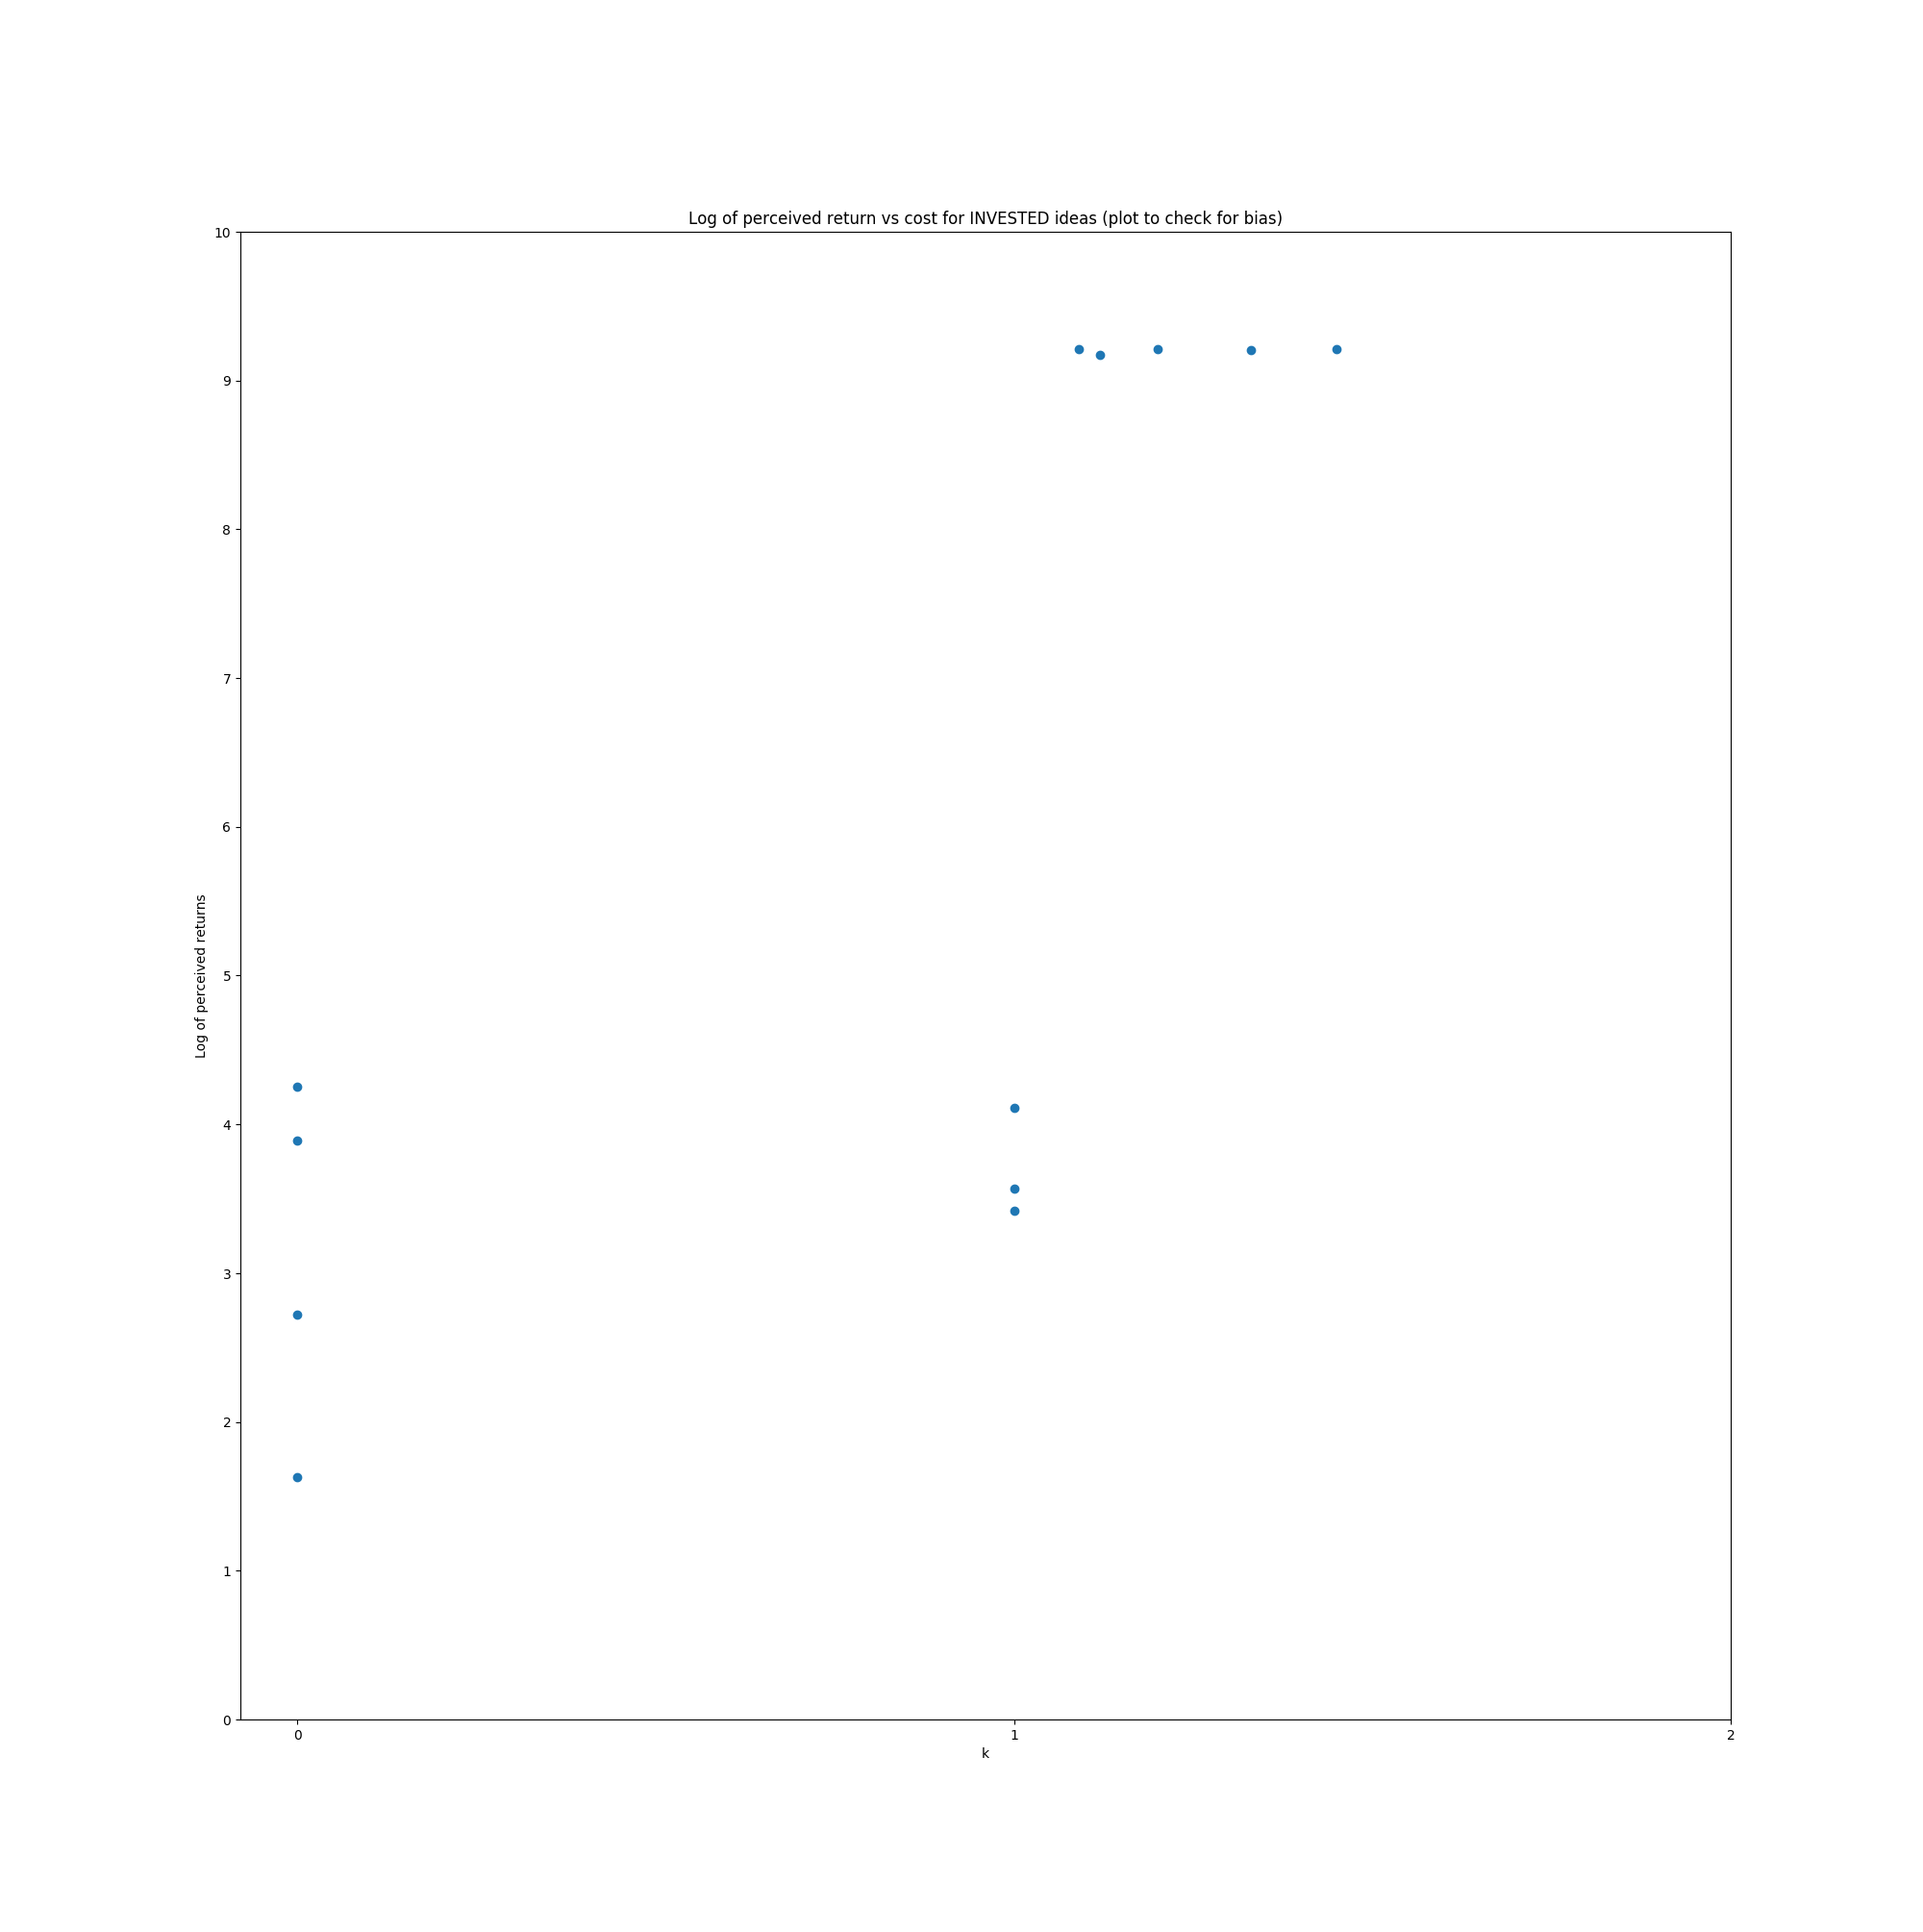 Log of perceived return vs cost for INVESTED ideas (plot to check for bias)
10
9
8
7
6
5
4
3
2
1
0
Log of perceived returns
0 1 2
k